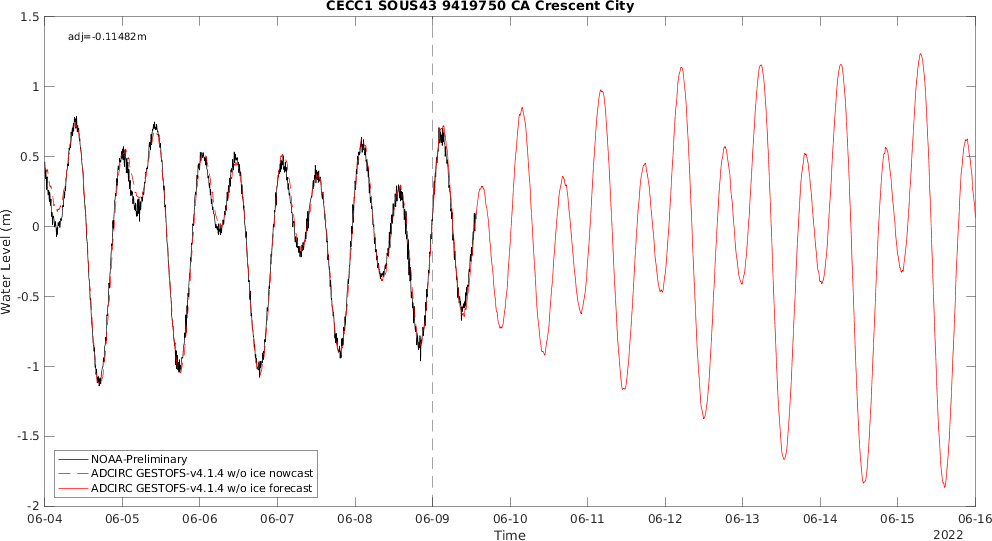 CECC1 SOUS43 9419750 CA Crescent City
adj=-0.11482m
1.5
1
0.5
0
-0.5
-1
-1.5
-2
Water Level (m)
NOAA-Preliminary
ADCIRC GESTOFS-v4.1.4 w/o ice nowcast
ADCIRC GESTOFS-v4.1.4 w/o ice forecast
06-04 06-05 06-06 06-07 06-08 06-09 06-10 06-11 06-12 06-13 06-14 06-15 06-16
Time
2022